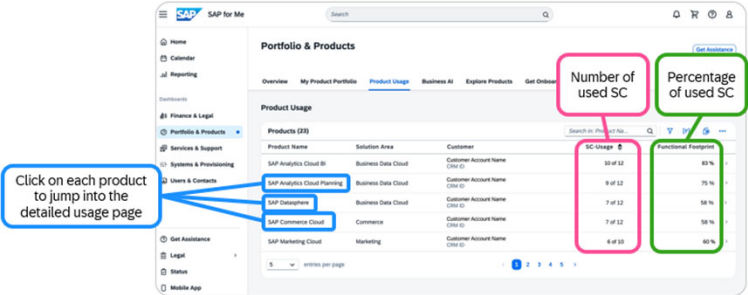 SAP
SAP for Me
Search
Home
Calendar
Reporting
Dashboards
Finance & Legal
Portfolio & Products
Services & Support
Systems & Provisioning
Users & Contacts
Get Assistance
Legal
Status
Mobile App
Portfolio & Products
Get Assistance
Overview My Product Portfolio Product Usage Business AI Explore Products Get Onboa
Product Usage
Products (23)
Search in: Product Na...
Product Name Solution Area Customer SC-Usage Functional Footprint
SAP Analytics Cloud BI Business Data Cloud Customer Account Name 10 of 12 83 %
CRM ID
SAP Analytics Cloud Planning Business Data Cloud Customer Account Name 9 of 12 75 %
CRM ID
SAP Datasphere Business Data Cloud Customer Account Name 7 of 12 58 %
CRM ID
SAP Commerce Cloud Commerce Customer Account Name 7 of 12 58 %
CRM ID
SAP Marketing Cloud Marketing Customer Account Name 6 of 10 60 %
CRM ID
5 entries per page 1 2 3 4 5
Number of
used SC
Percentage
of used SC
Click on each product
to jump into the
detailed usage page